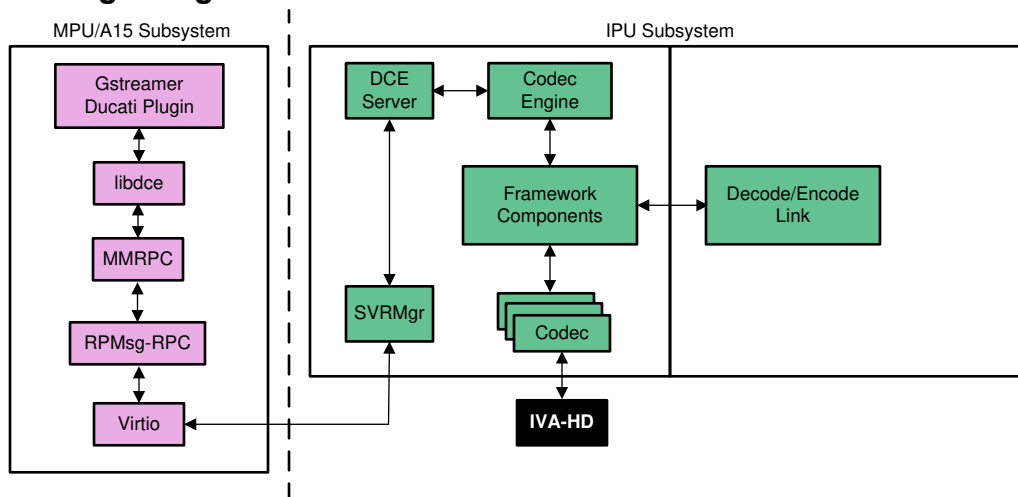 MPU/A15 Subsystem
IPU Subsystem
Gstreamer
Ducati Plugin
libdce
MMRPC
RPMsg-RPC
Virtio
DCE
Server
Codec
Engine
Framework
Components
Decode/Encode
Link
SVRMgr
Codec
IVA-HD